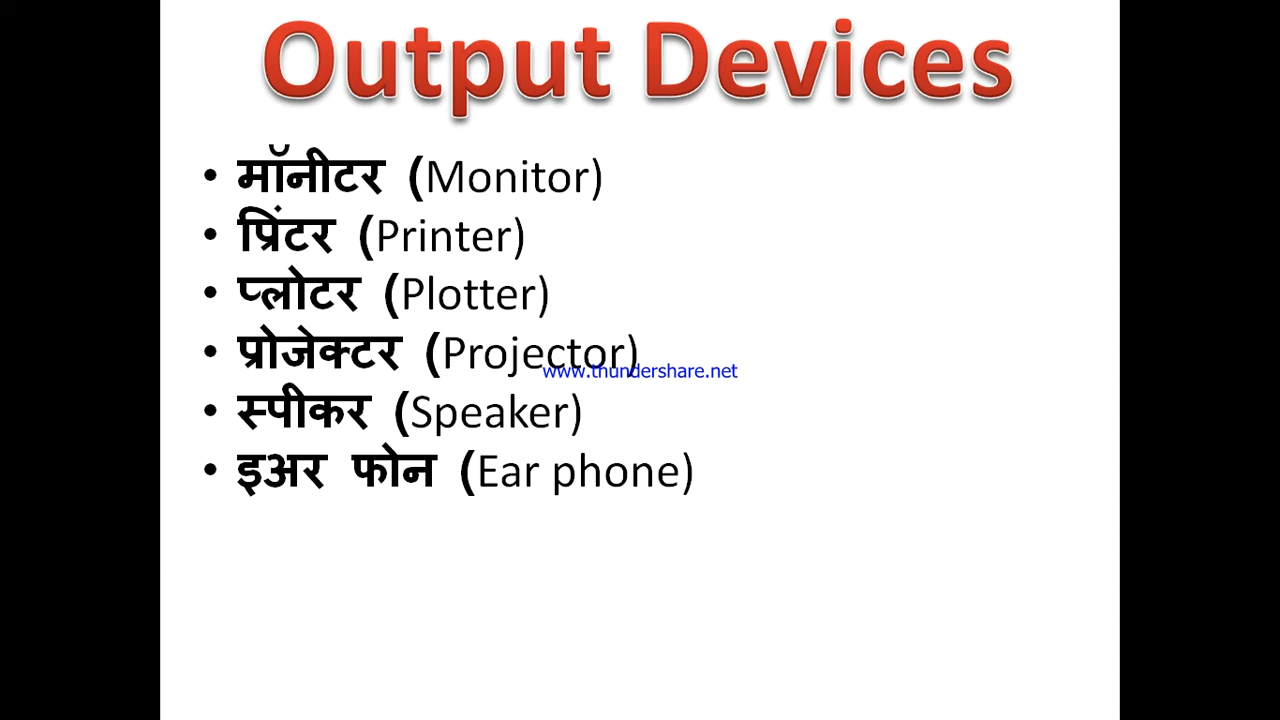 Output Devices
• मॉनीटर (Monitor)
• प्रिंटर (Printer)
• प्लोटर (Plotter)
• प्रोजेक्टर (Projector)
www.thundershare.net
• स्पीकर (Speaker)
• इअर फोन (Ear phone)